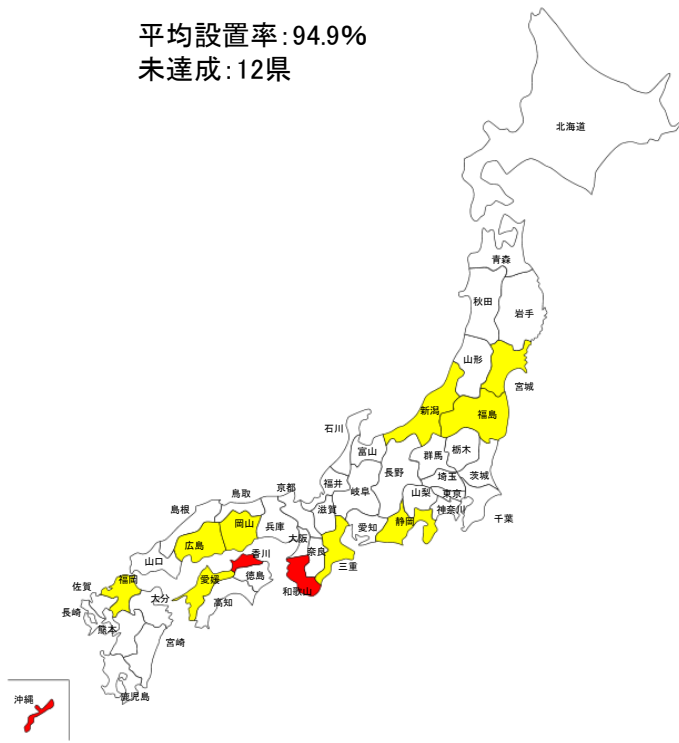 平均設置率:94.9%
未達成:12県
北海道
青森
秋田
岩手
山形
宮城
新潟
福島
石川
富山
群馬
栃木
福井
長野
埼玉
茨城
京都
岐阜
山梨
東京
鳥取
滋賀
神奈川
千葉
島根
岡山
兵庫
愛知
静岡
広島
大阪
奈良
山口
香川
三重
福岡
愛媛
徳島
和歌山
佐賀
大分
高知
長崎
熊本
宮崎
鹿児島
沖縄